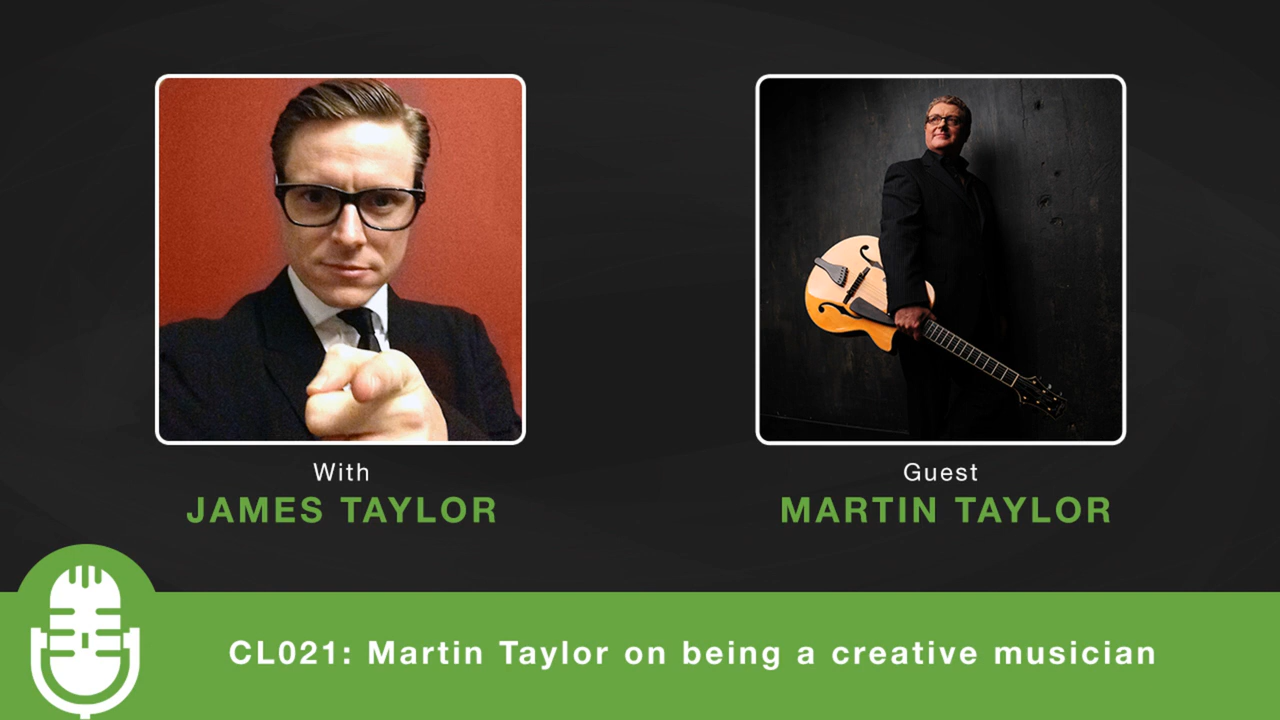 With
JAMES TAYLOR
Guest
MARTIN TAYLOR
CL021: Martin Taylor on being a creative musician